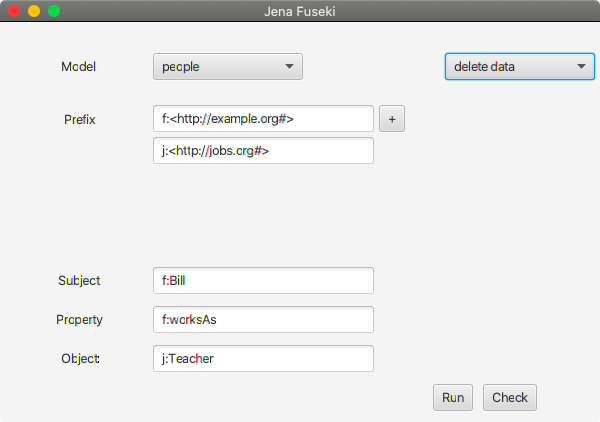 Jena Fuseki
Model people delete data
Prefix f:<http://example.org#> +
j:<http://jobs.org#>
Subject f:Bill
Property f:worksAs
Object: j:Teacher
Run Check